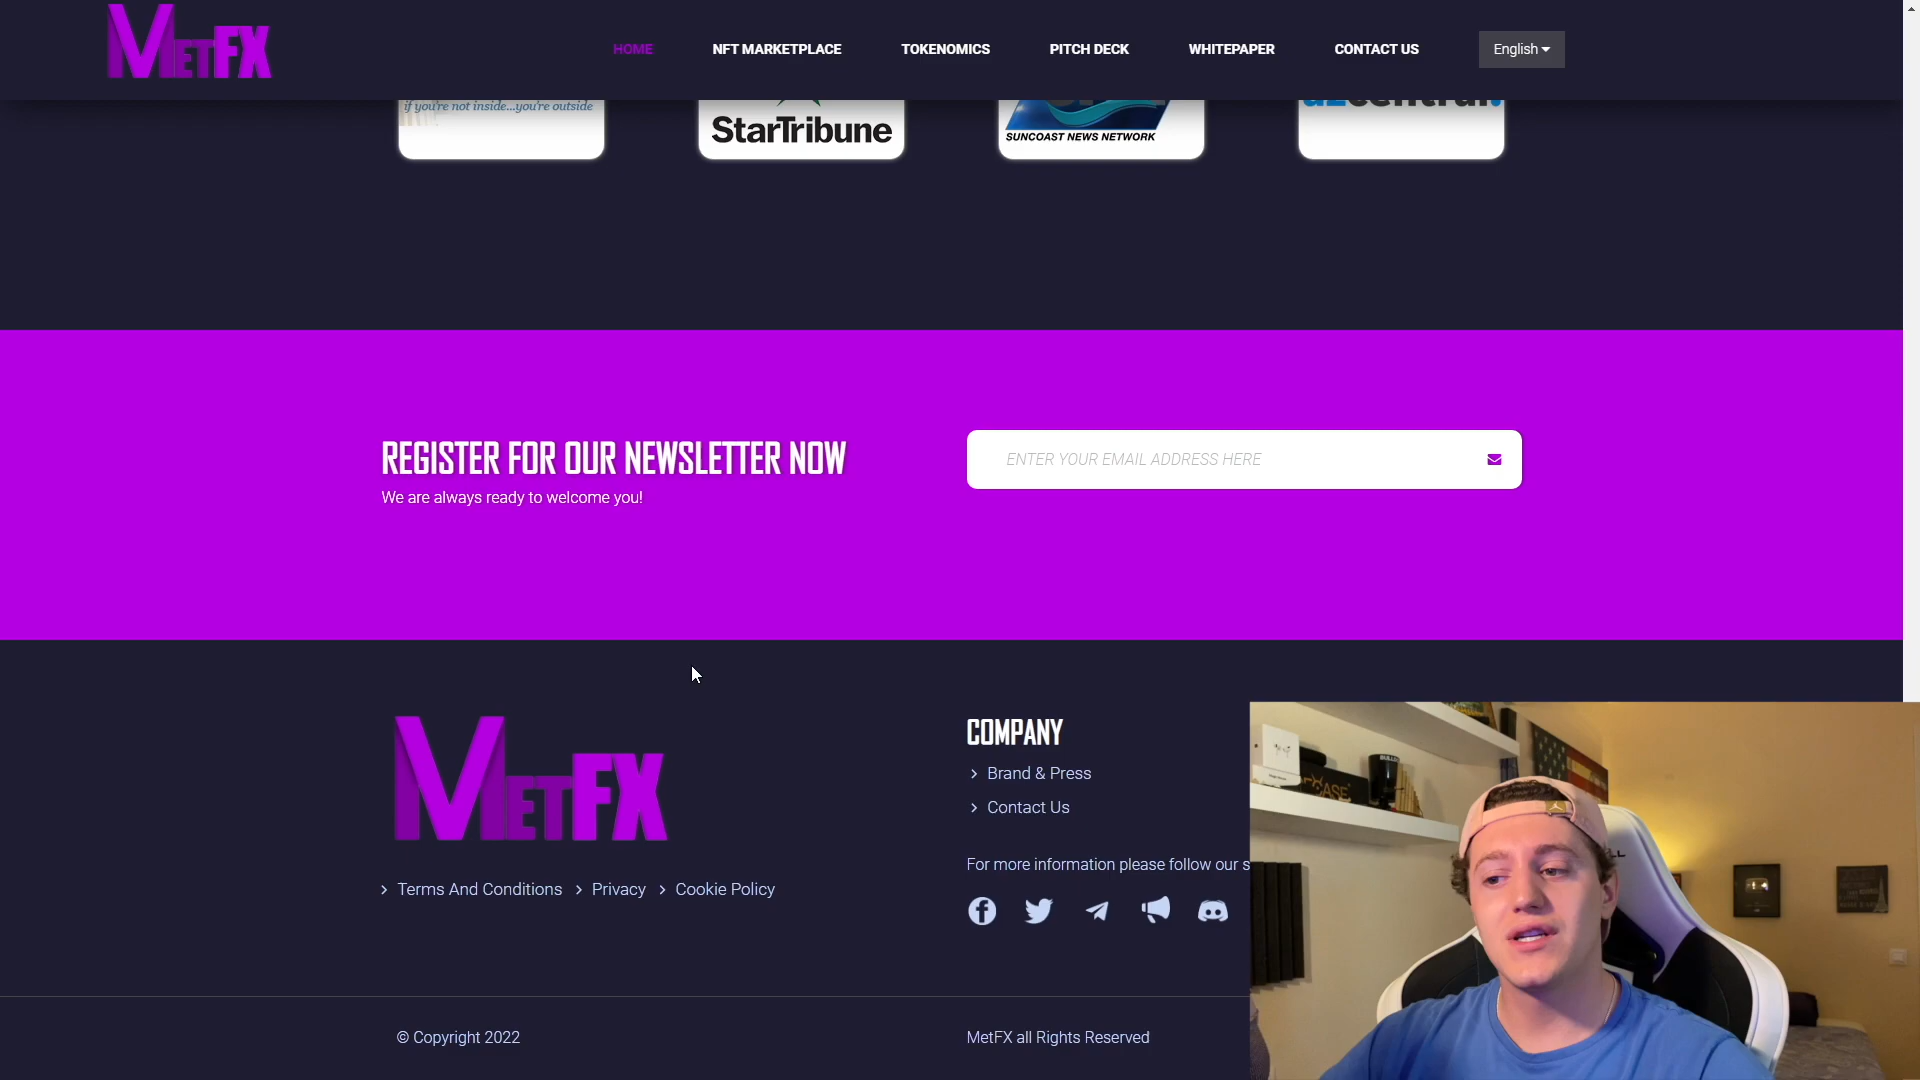 METFX
HOME
NFT MARKETPLACE
TOKENOMICS
PITCH DECK
WHITEPAPER
CONTACT US
English
if you're not inside...you're outside
StarTribune
SUNCOAST NEWS NETWORK
REGISTER FOR OUR NEWSLETTER NOW
We are always ready to welcome you!
ENTER YOUR EMAIL ADDRESS HERE
METFX
Terms And Conditions
Privacy
Cookie Policy
COMPANY
Brand & Press
Contact Us
For more information please follow our s
© Copyright 2022
MetFX all Rights Reserved